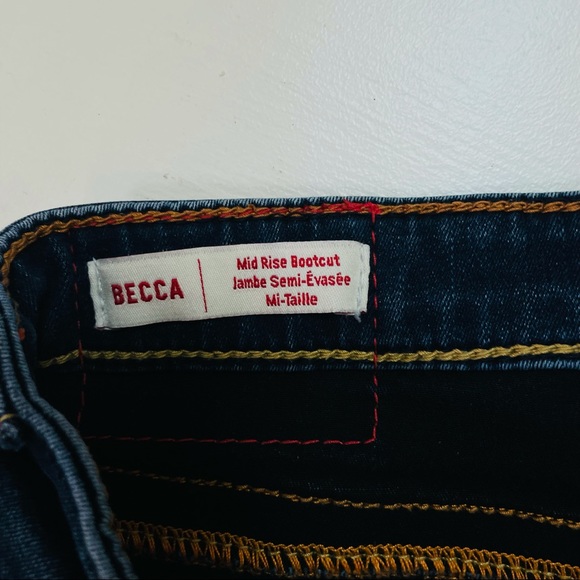 BECCA
Mid Rise Bootcut
Jambe Semi-Évasée
Mi-Taille